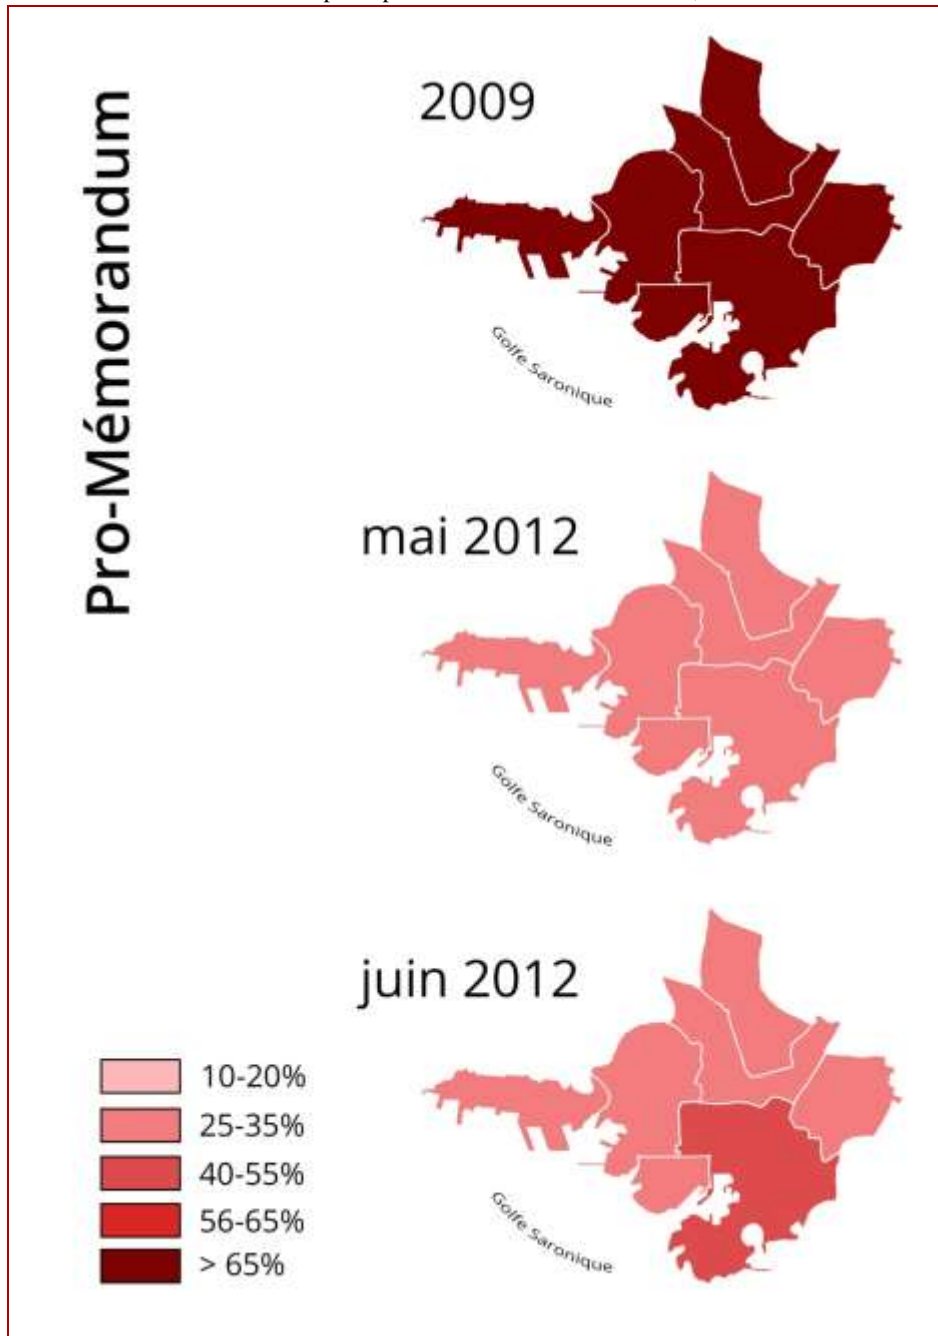 Pro-Mémorandum
2009
Golfe Saronique
mai 2012
Golfe Saronique
juin 2012
Golfe Saronique
10-20%
25-35%
40-55%
56-65%
> 65%